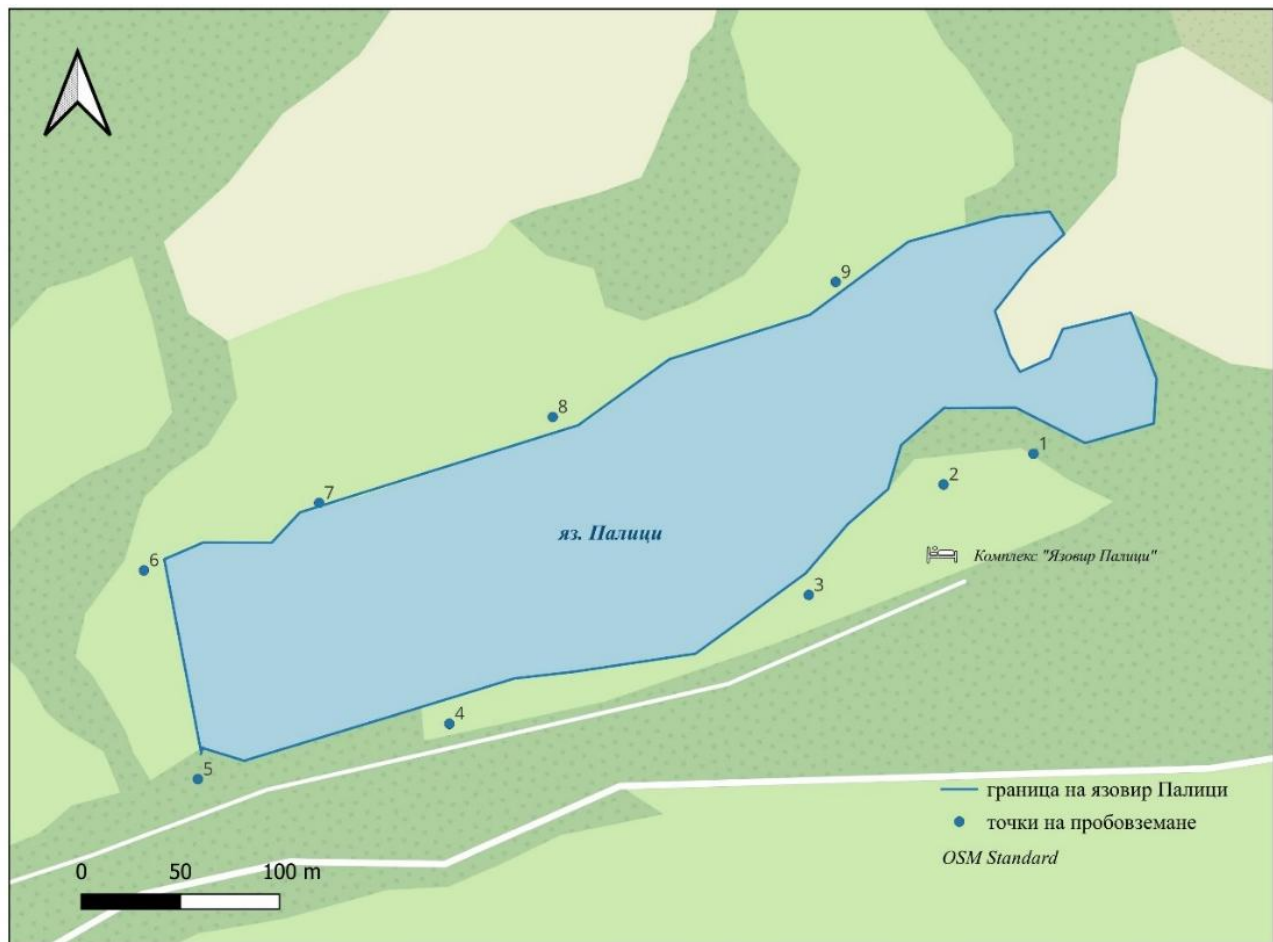 9
8
1
2
7
яз. Палици
Комплекс "Язовир Палици"
6
3
4
5
граница на язовир Палици
точки на пробовземане
OSM Standard
0 50 100 m